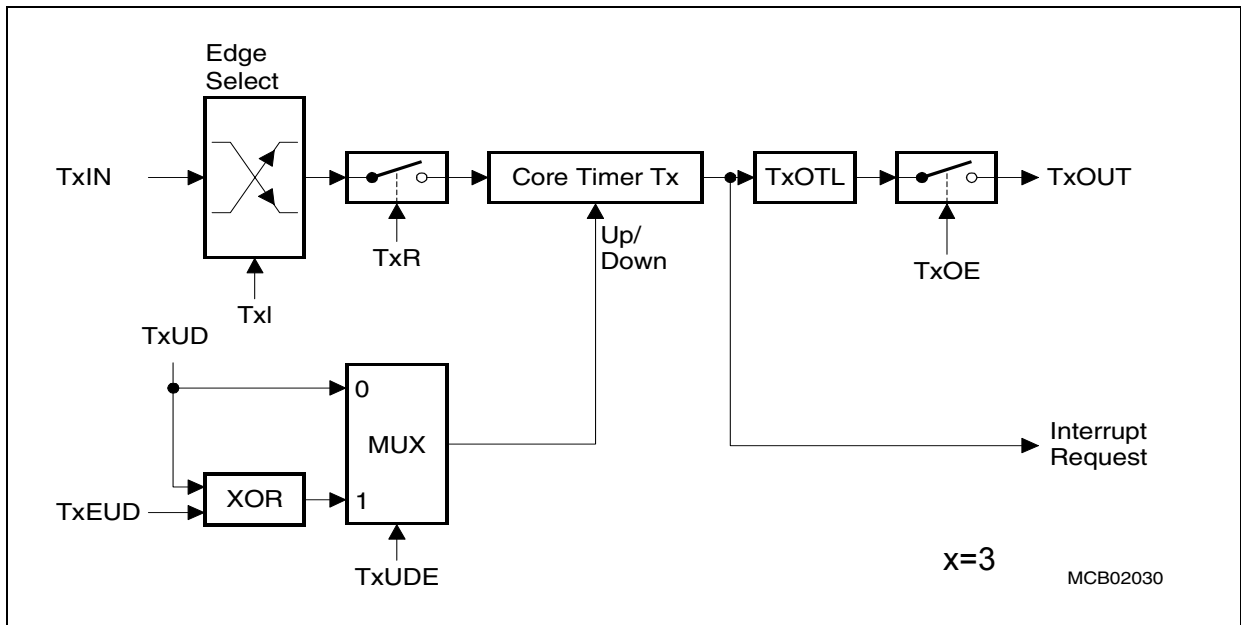 Edge
Select
TxIN
Core Timer Tx
TxOTL
TxOUT
TxR
Up/
Down
TxOE
TxI
TxUD
0
MUX
Interrupt
Request
XOR
1
TxEUD
TxUDE
x=3
MCB02030